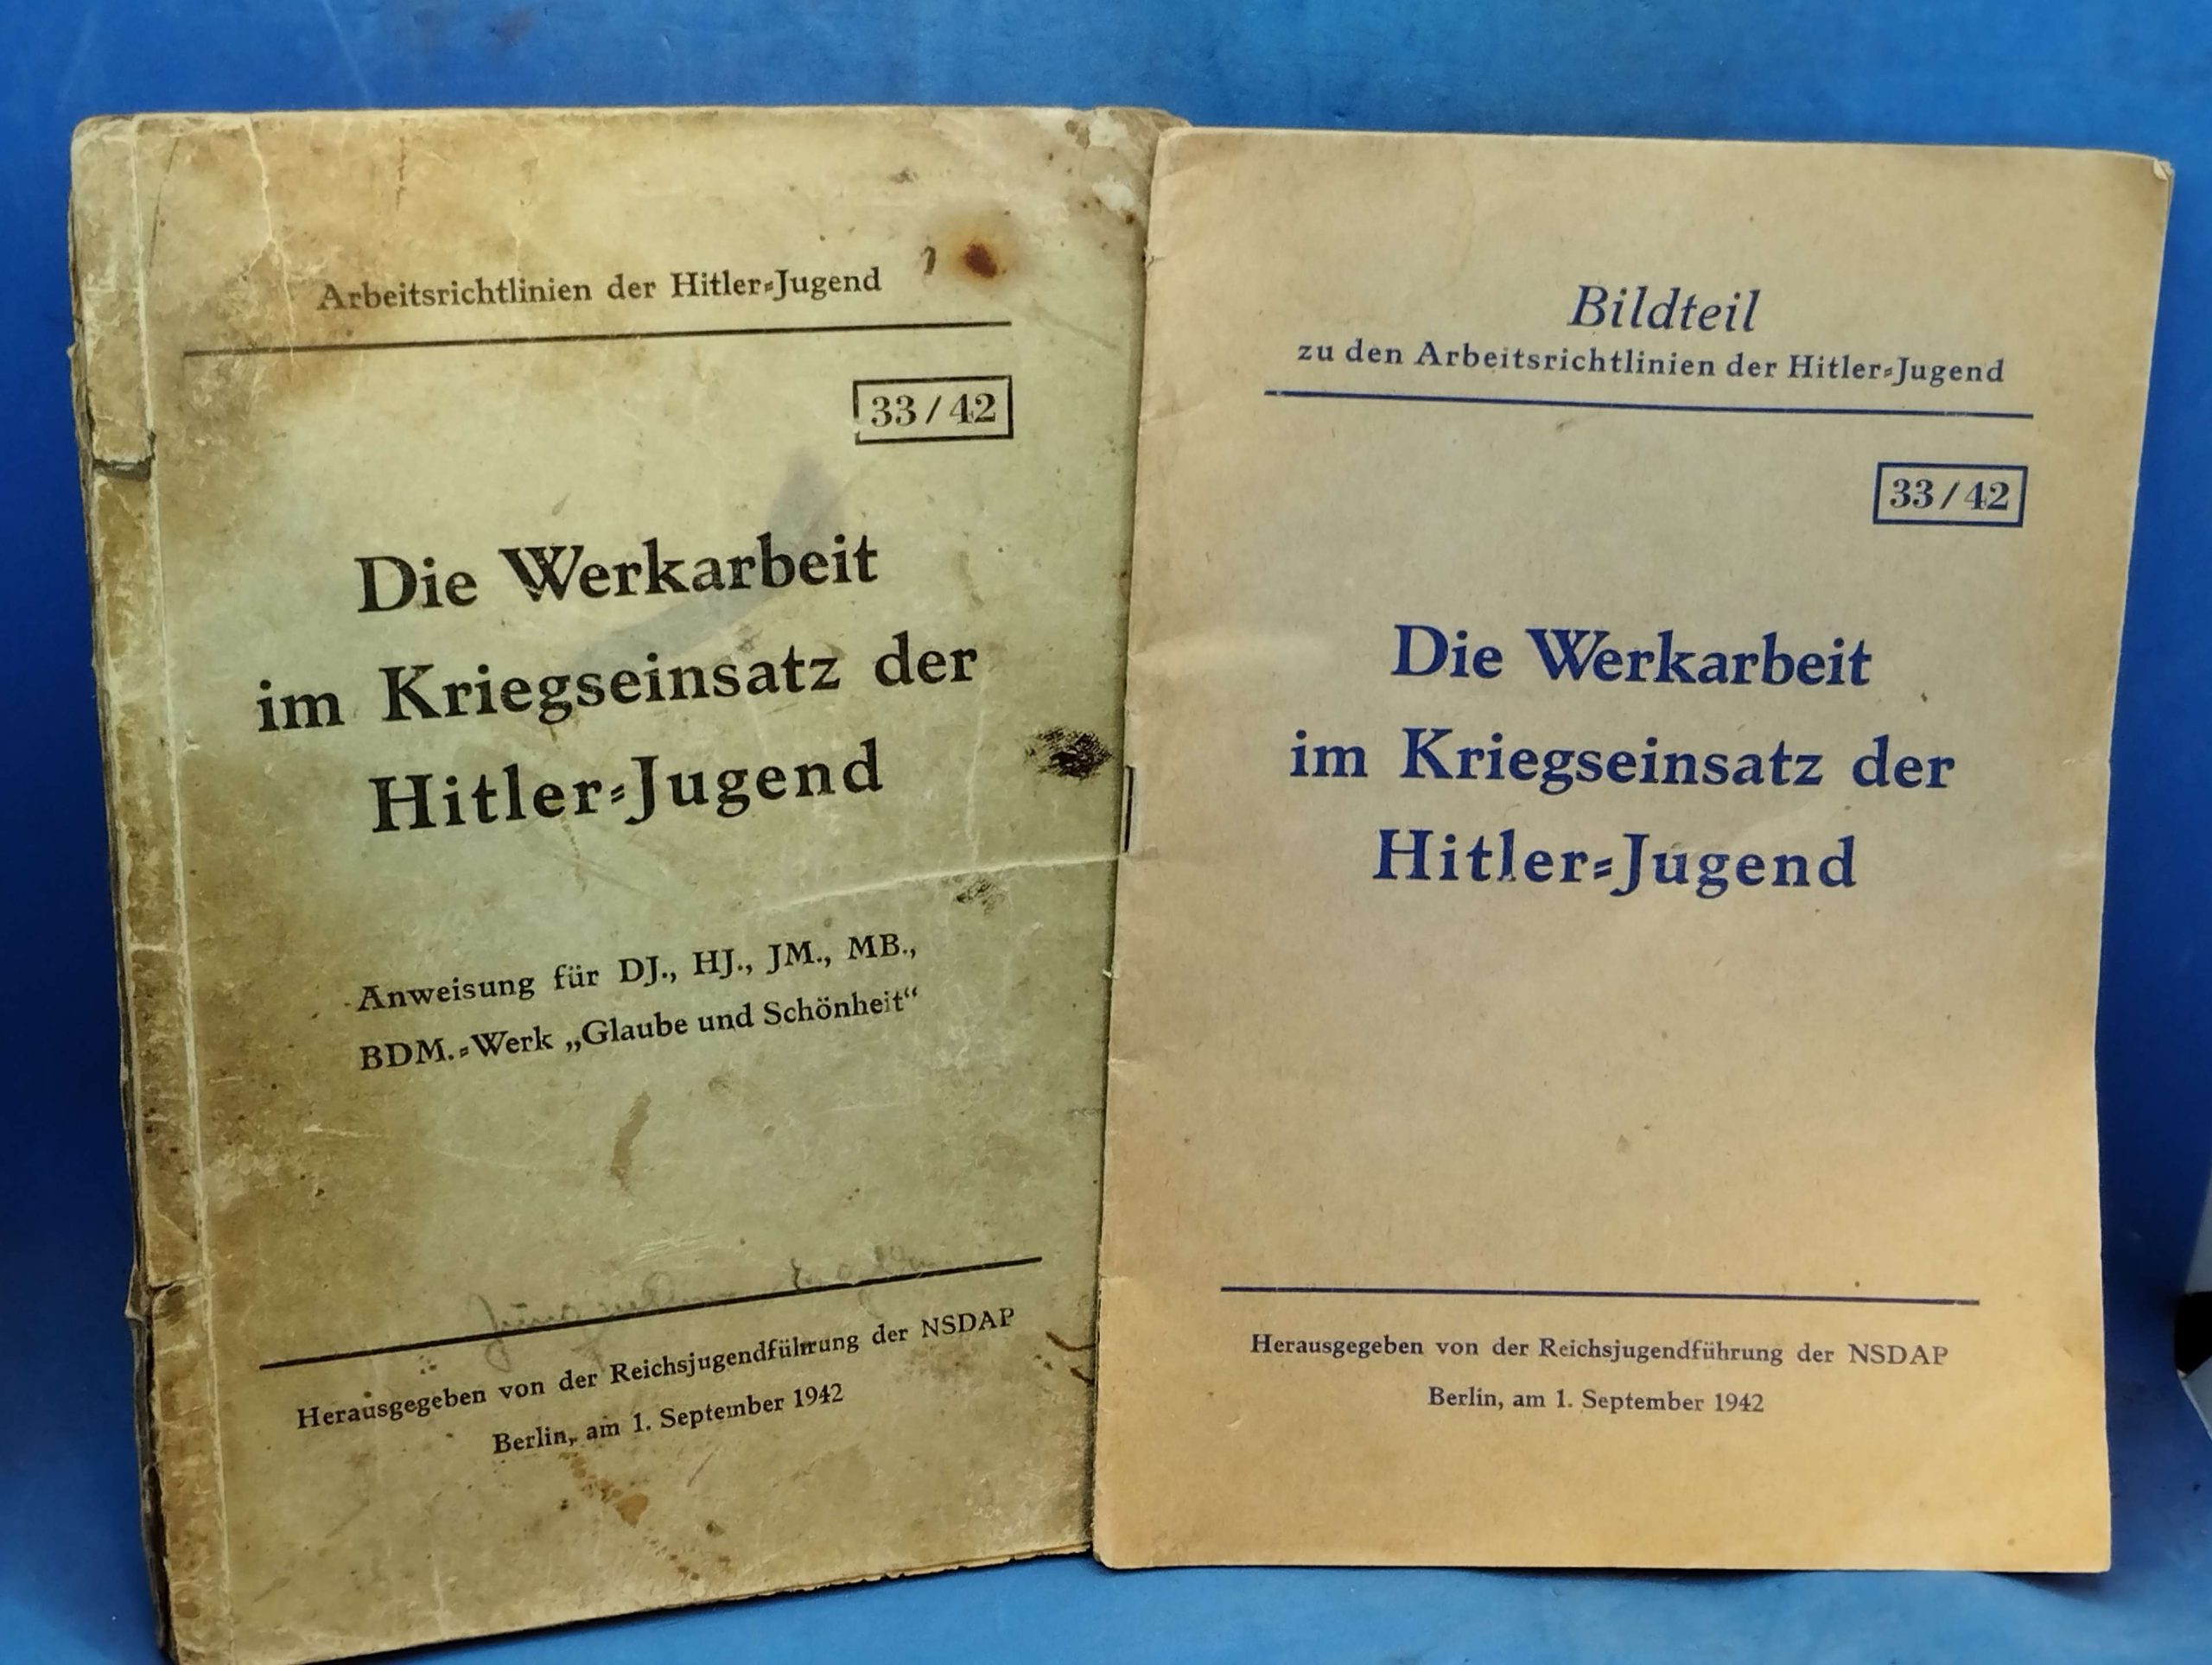 Arbeitsrichtlinien der Hitler=Jugend
33/42
Die Werkarbeit
im Kriegseinsatz der
Hitler=Jugend
Anweisung für DJ., HJ., JM., MB.,
BDM.=Werk „Glaube und Schönheit“
Herausgegeben von der Reichsjugendführung der NSDAP
Berlin, am 1. September 1942
Bildteil
zu den Arbeitsrichtlinien der Hitler=Jugend
33/42
Die Werkarbeit
im Kriegseinsatz der
Hitler=Jugend
Herausgegeben von der Reichsjugendführung der NSDAP
Berlin, am 1. September 1942